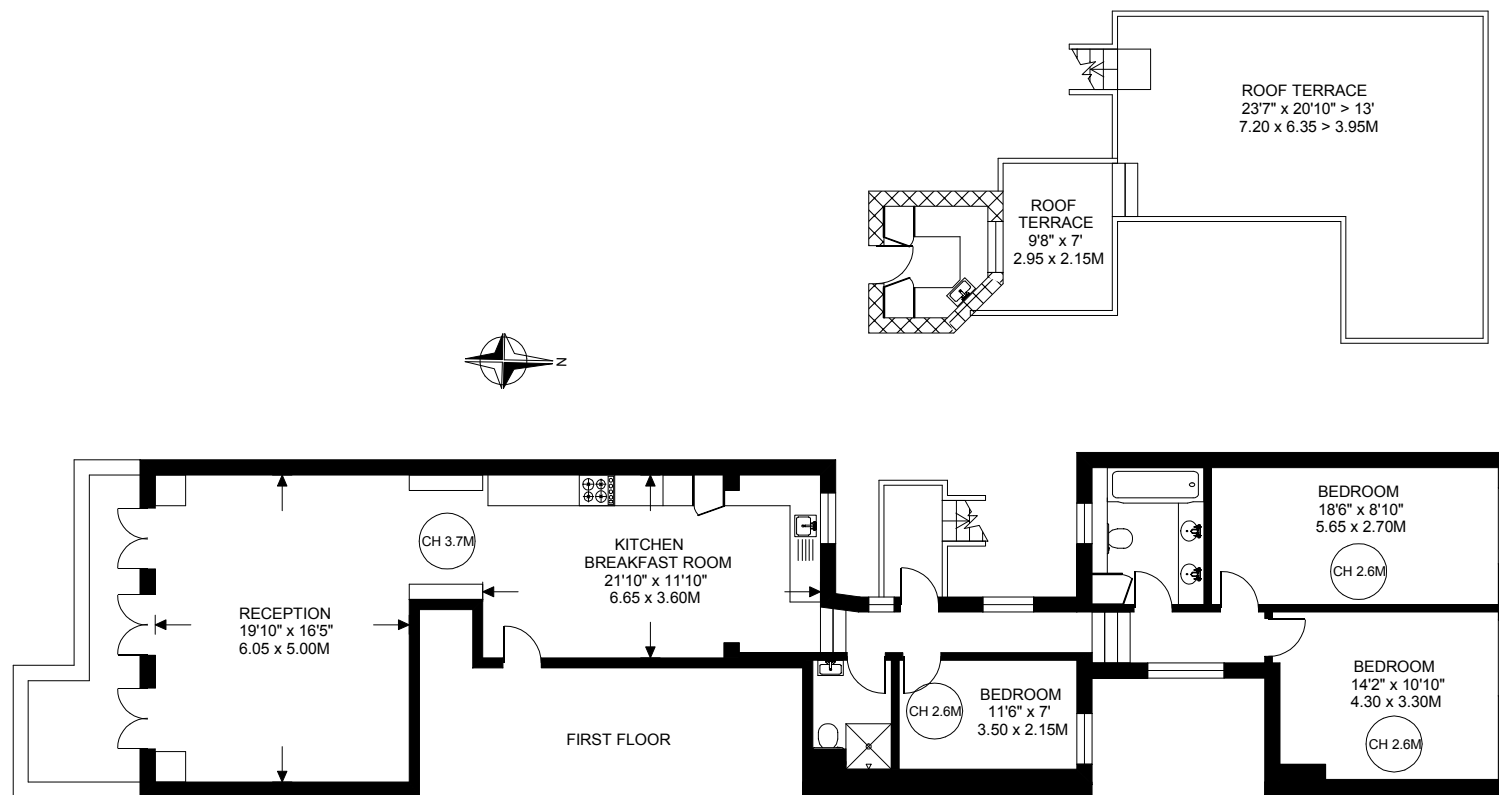 ROOF TERRACE
23'7" x 20'10" > 13'
7.20 x 6.35 > 3.95M
ROOF
TERRACE
9'8" x 7'
2.95 x 2.15M
N
CH 3.7M
KITCHEN
BREAKFAST ROOM
21'10" x 11'10"
6.65 x 3.60M
RECEPTION
19'10" x 16'5"
6.05 x 5.00M
BEDROOM
18'6" x 8'10"
5.65 x 2.70M
CH 2.6M
BEDROOM
14'2" x 10'10"
4.30 x 3.30M
CH 2.6M
CH 2.6M
BEDROOM
11'6" x 7'
3.50 x 2.15M
FIRST FLOOR